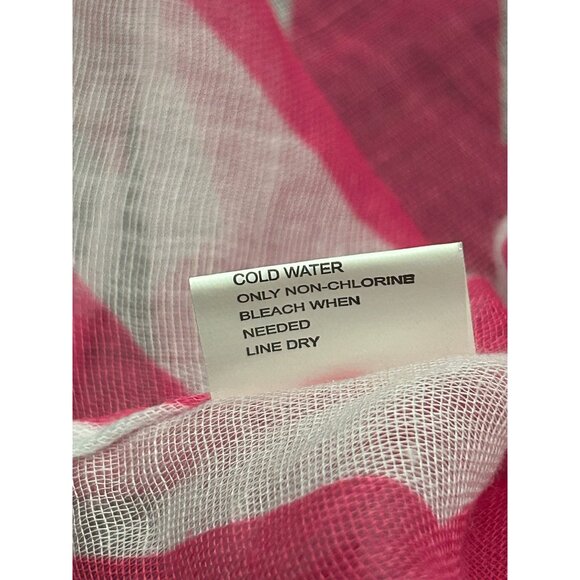 COLD WATER
ONLY NON-CHLORINE
BLEACH WHEN
NEEDED
LINE DRY